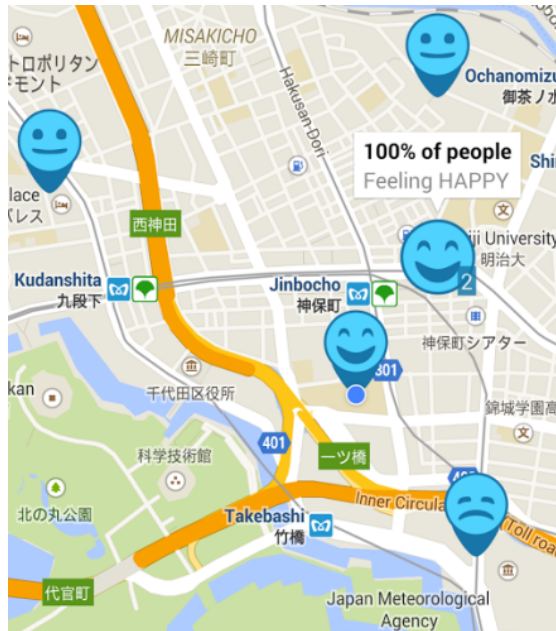 MISAKICHO
三崎町
トロポリタン
ドモント
Hakusan-Dori
Ochanomizu
御茶ノ水
100% of people
Feeling HAPPY
Shi
lace
パレス
西神田
ji University
明治大
2
Kudanshita
九段下
Jinbocho
神保町
神保町シアター
301
kan
千代田区役所
錦城学園高
401
一ツ橋
科学技術館
北の丸公園
Inner Circula
Toll road
Takebashi
竹橋
代官町
Japan Meteorological
Agency